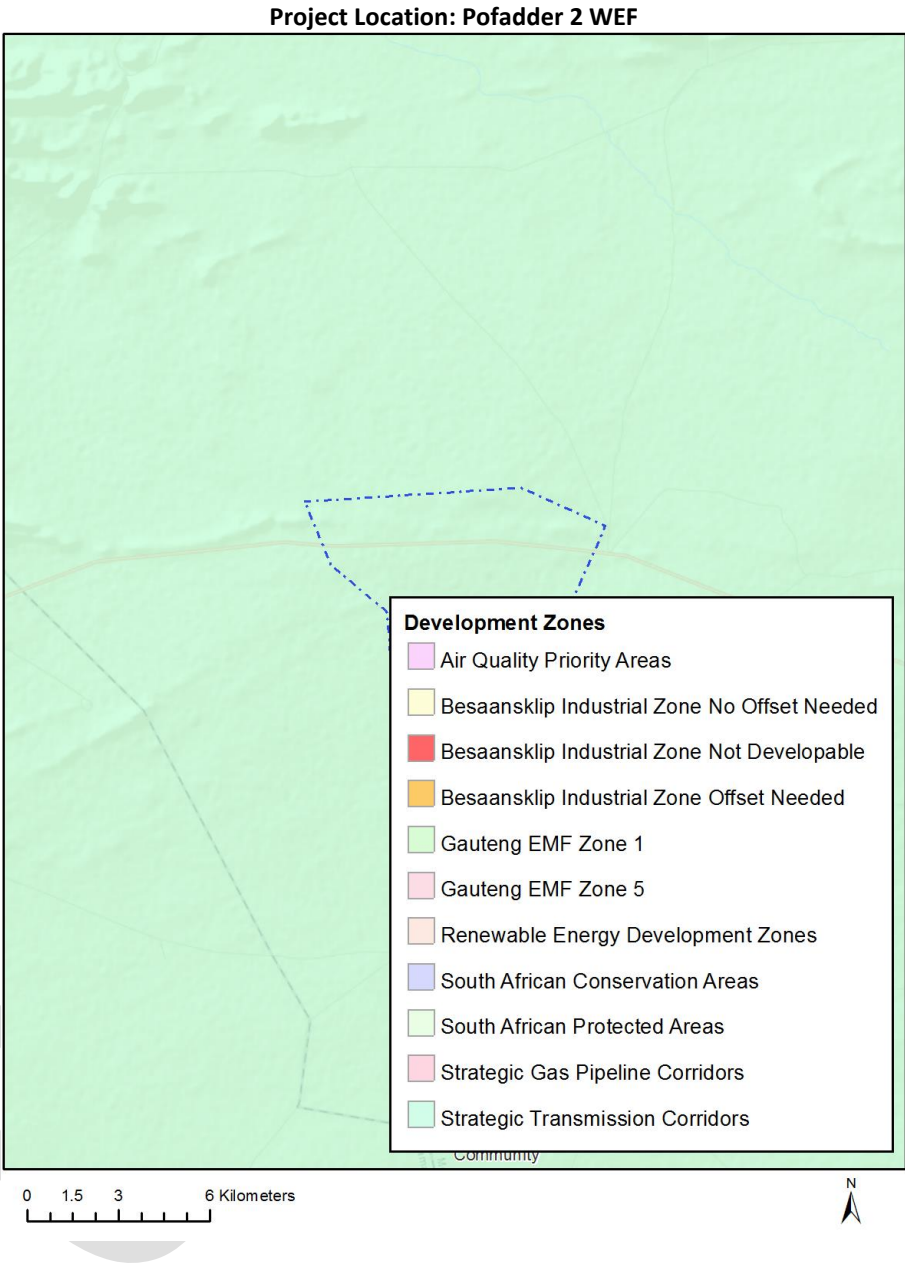 Project Location: Pofadder 2 WEF
Development Zones
Air Quality Priority Areas
Besaansklip Industrial Zone No Offset Needed
Besaansklip Industrial Zone Not Developable
Besaansklip Industrial Zone Offset Needed
Gauteng EMF Zone 1
Gauteng EMF Zone 5
Renewable Energy Development Zones
South African Conservation Areas
South African Protected Areas
Strategic Gas Pipeline Corridors
Strategic Transmission Corridors
Community
0 1.5 3 6 Kilometers
N